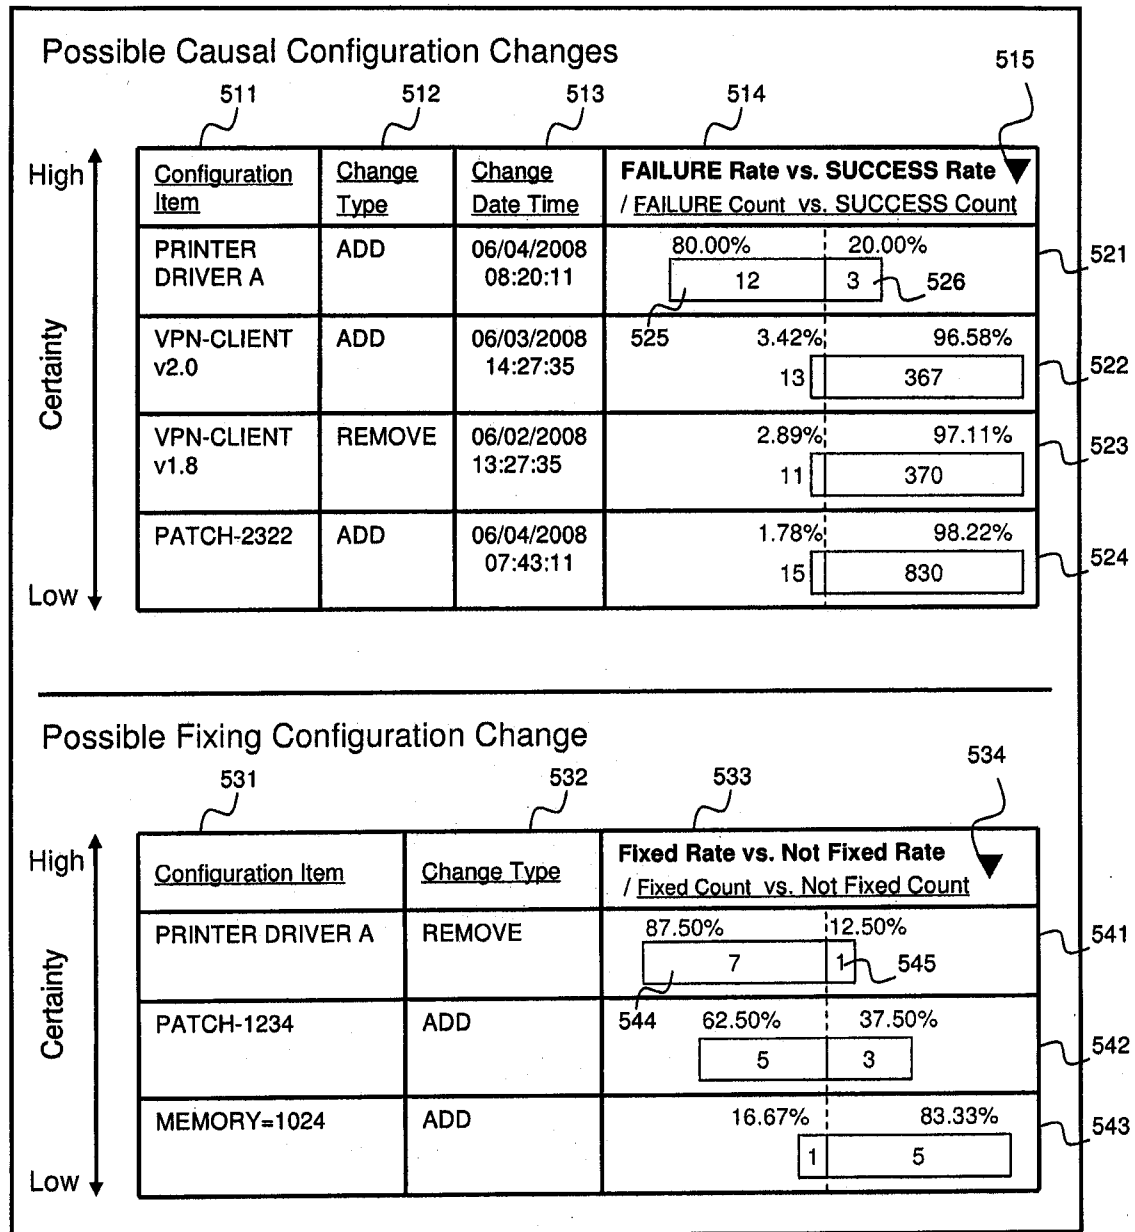 Possible Causal Configuration Changes
515
511
512
513
514
High
Configuration Item
Change Type
Change Date Time
FAILURE Rate vs. SUCCESS Rate
/ FAILURE Count vs. SUCCESS Count
Certainty
PRINTER DRIVER A
ADD
06/04/2008
08:20:11
80.00%
20.00%
12
3
526
521
525
VPN-CLIENT v2.0
ADD
06/03/2008
14:27:35
3.42%
96.58%
13
367
522
VPN-CLIENT v1.8
REMOVE
06/02/2008
13:27:35
2.89%
97.11%
11
370
523
PATCH-2322
ADD
06/04/2008
07:43:11
1.78%
98.22%
15
830
524
Low
Possible Fixing Configuration Change
534
531
532
533
High
Configuration Item
Change Type
Fixed Rate vs. Not Fixed Rate
/ Fixed Count vs. Not Fixed Count
Certainty
PRINTER DRIVER A
REMOVE
87.50%
12.50%
7
1
545
541
544
PATCH-1234
ADD
62.50%
37.50%
5
3
542
MEMORY=1024
ADD
16.67%
83.33%
1
5
543
Low